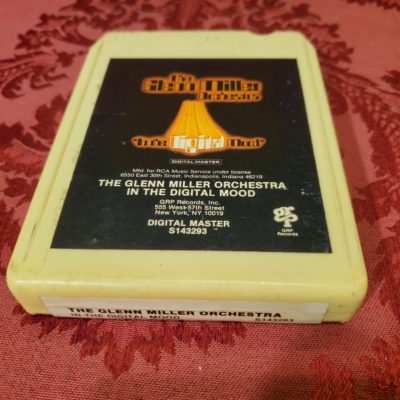 The
Glenn Miller
Orchestra
"In the Digital Mood"
DIGITAL MASTER
Mfd. for RCA Music Service under license
6550 East 30th Street, Indianapolis, Indiana 46219
THE GLENN MILLER ORCHESTRA
IN THE DIGITAL MOOD
GRP Records, Inc.
555 West 57th Street
New York, NY 10019
DIGITAL MASTER
S143293
GRP
GRP
Records
THE GLENN MILLER ORCHESTRA
IN THE DIGITAL MOOD S143293